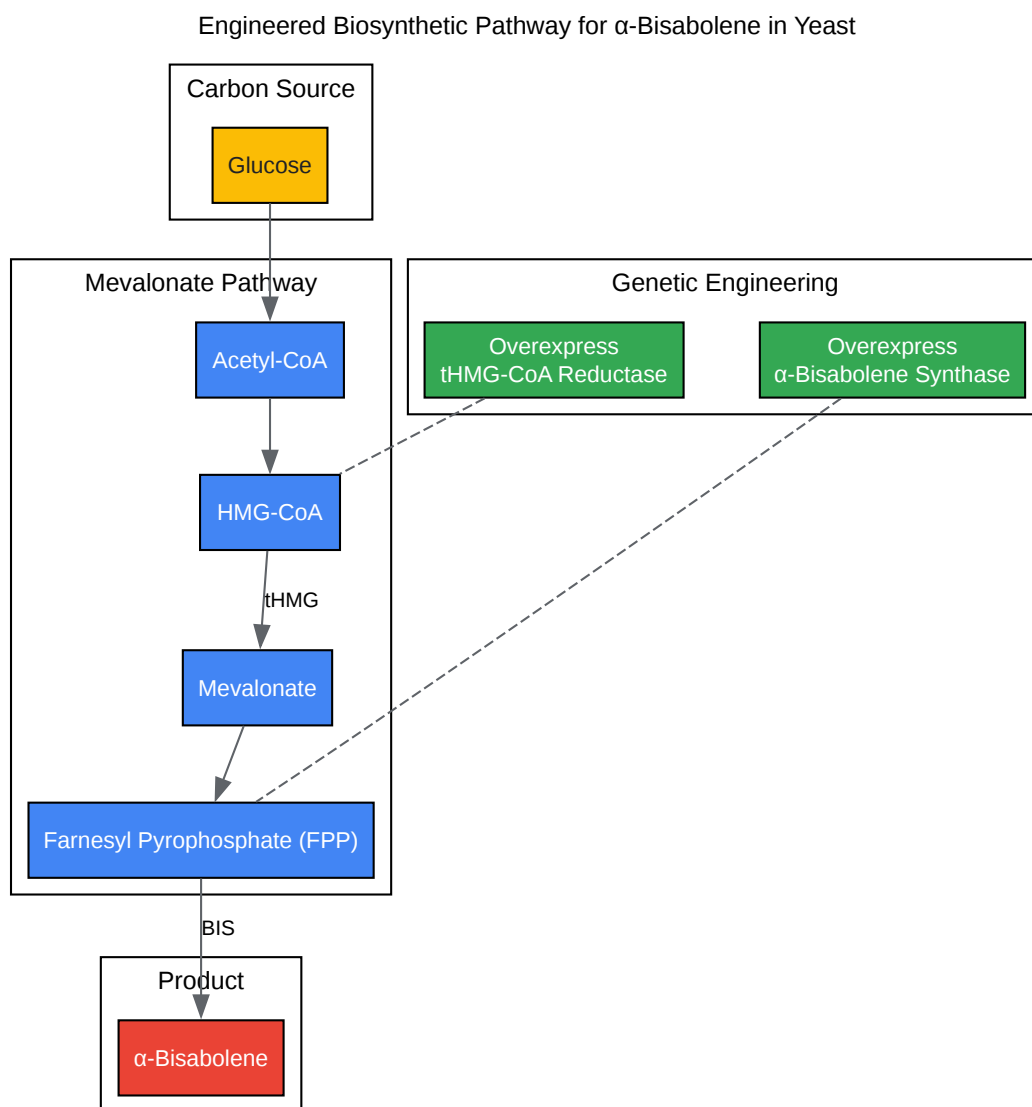 Engineered Biosynthetic Pathway for α-Bisabolene in Yeast
Carbon Source
Glucose
Mevalonate Pathway
Genetic Engineering
Acetyl-CoA
Overexpress
tHMG-CoA Reductase
Overexpress
α-Bisabolene Synthase
HMG-CoA
tHMG
Mevalonate
Farnesyl Pyrophosphate (FPP)
BIS
Product
α-Bisabolene